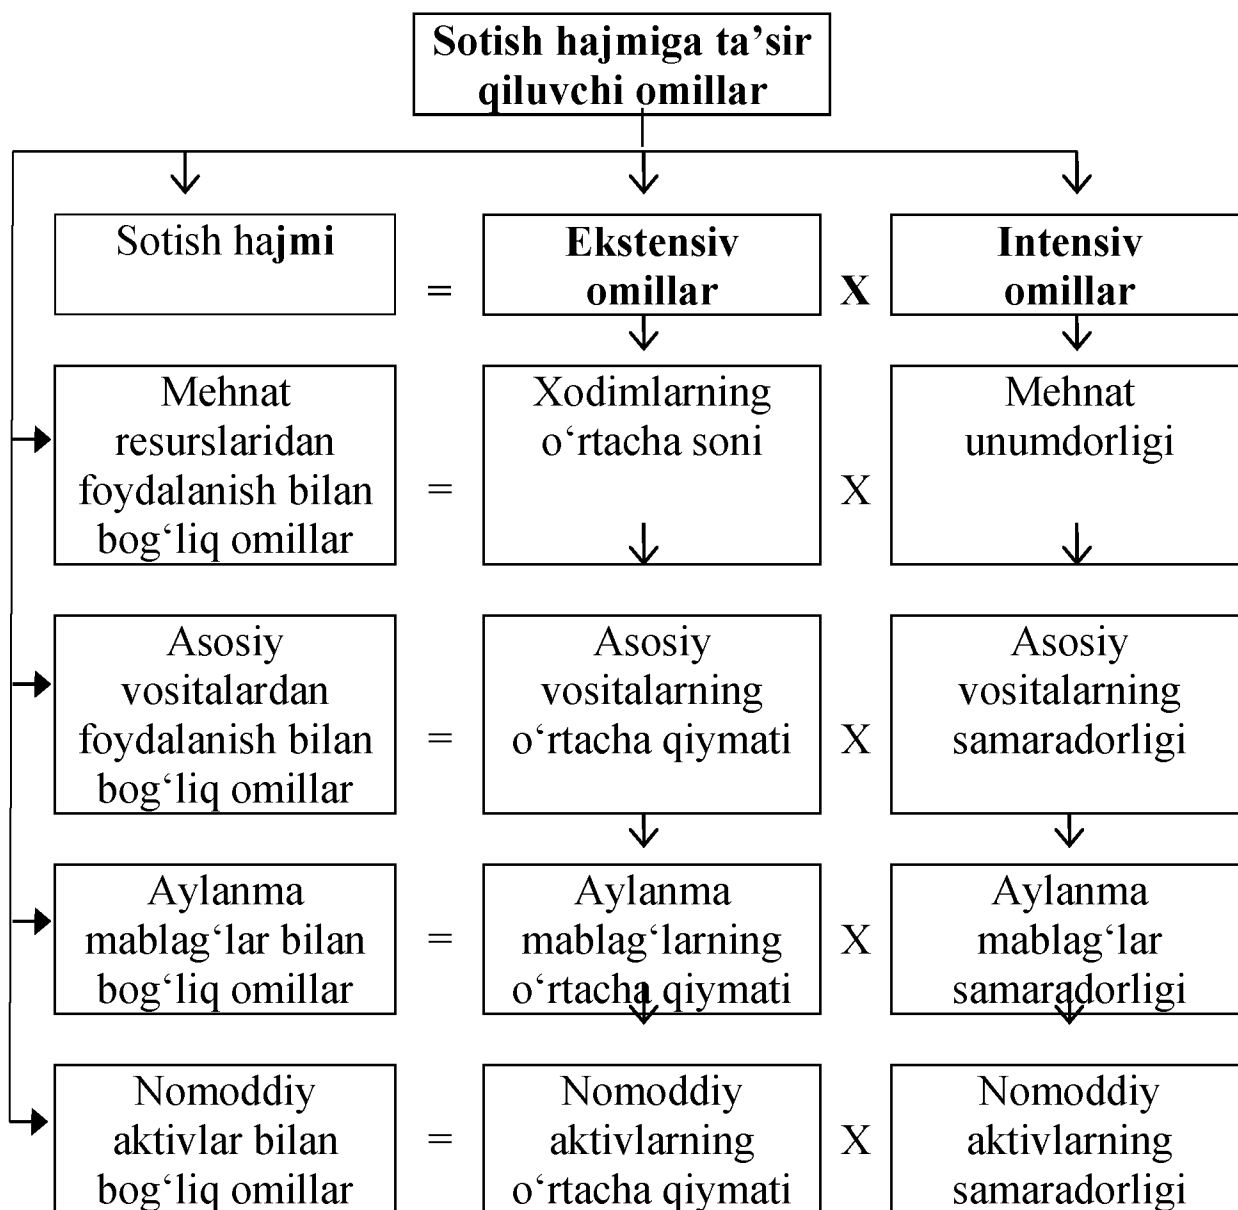 Sotish hajmiga ta’sir
qiluvchi omillar
Sotish hajmi
=
Ekstensiv
omillar
X
Intensiv
omillar
Mehnat
resurslaridan
foydalanish bilan
bog‘liq omillar
=
Xodimlarning
o‘rtacha soni
X
Mehnat
unumdorligi
Asosiy
vositalardan
foydalanish bilan
bog‘liq omillar
=
Asosiy
vositalarning
o‘rtacha qiymati
X
Asosiy
vositalarning
samaradorligi
Aylanma
mablag‘lar bilan
bog‘liq omillar
=
Aylanma
mablag‘larning
o‘rtacha qiymati
X
Aylanma
mablag‘lar
samaradorligi
Nomoddiy
aktivlar bilan
bog‘liq omillar
=
Nomoddiy
aktivlarning
o‘rtacha qiymati
X
Nomoddiy
aktivlarning
samaradorligi